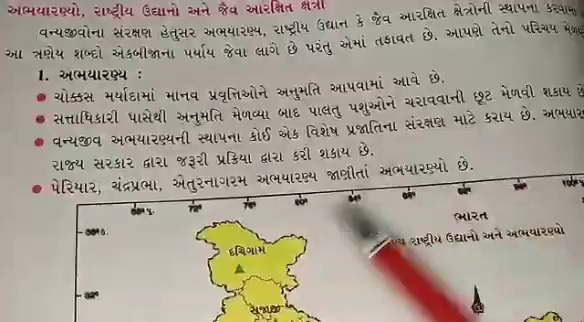 અભયારણ્યો, રાષ્ટ્રીય ઉદ્યાનો અને જૈવ આરક્ષિત ક્ષેત્રો
વન્યજીવોના સંરક્ષણ હેતુસર અભયારણ્ય, રાષ્ટ્રીય ઉદ્યાન કે જૈવ આરક્ષિત ક્ષેત્રોની સ્થાપના કરવામાં
આ ત્રણેય શબ્દો એકબીજાના પર્યાય જેવા લાગે છે પરંતુ એમાં તફાવત છે. આપણે તેનો પરિચય
1. અભયારણ્ય :
● ચોક્કસ મર્યાદામાં માનવ પ્રવૃત્તિઓને અનુમતિ આપવામાં આવે છે.
● સત્તાધિકારી પાસેથી અનુમતિ મેળવ્યા બાદ પાલતુ પશુઓને ચરાવવાની છૂટ મેળવી શકાય છે
● વન્યજીવ અભયારણ્યની સ્થાપના કોઈ એક વિશેષ પ્રજાતિના સંરક્ષણ માટે કરાય છે.
રાજ્ય સરકાર દ્વારા જરૂરી પ્રક્રિયા દ્વારા કરી શકાય છે.
● પેરિયાર, ચંદ્રપ્રભા, એતુરનાગરમ અભયારણ્ય જાણીતાં અભયારણ્યો છે.
ભારત
રાષ્ટ્રીય ઉદ્યાનો અને અભયારણ્યો
દચિગામ